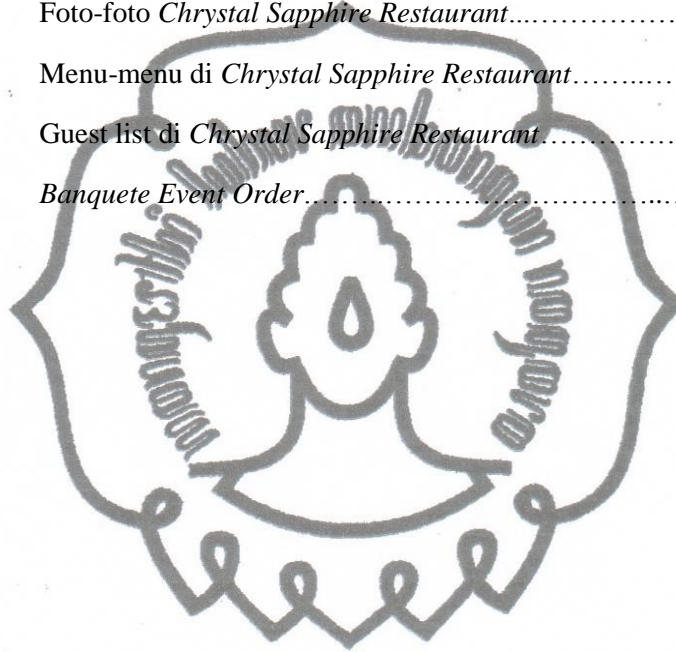 Foto-foto Chrystal Sapphire Restaurant...…………….
Menu-menu di Chrystal Sapphire Restaurant……...…
Guest list di Chrystal Sapphire Restaurant…………….
Banquete Event Order.……..……………………….…